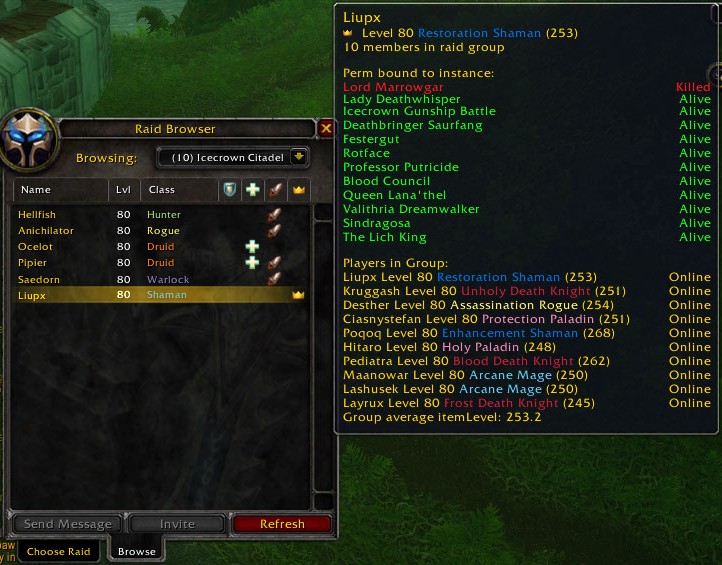 Liupx
Level 80 Restoration Shaman (253)
10 members in raid group
Perm bound to instance:
Lord Marrowgar Killed
Lady Deathwhisper Alive
Icecrown Gunship Battle Alive
Deathbringer Saurfang Alive
Festergut Alive
Rotface Alive
Professor Putricide Alive
Blood Council Alive
Queen Lana'thel Alive
Valithria Dreamwalker Alive
Sindragosa Alive
The Lich King Alive
Players in Group:
Liupx Level 80 Restoration Shaman (253) Online
Kruggash Level 80 Unholy Death Knight (251) Online
Desther Level 80 Assassination Rogue (254) Online
Ciasnystefan Level 80 Protection Paladin (251) Online
Poqoq Level 80 Enhancement Shaman (268) Online
Hitaro Level 80 Holy Paladin (248) Online
Pediatra Level 80 Blood Death Knight (262) Online
Maanowar Level 80 Arcane Mage (250) Online
Lashusek Level 80 Arcane Mage (250) Online
Layrux Level 80 Frost Death Knight (245) Online
Group average itemLevel: 253.2
Raid Browser
Browsing: (10) Icecrown Citadel
Name Lvl Class
Hellfish 80 Hunter
Anichilator 80 Rogue
Ocelot 80 Druid
Pipier 80 Druid
Saedorn 80 Warlock
Liupx 80 Shaman
Send Message Invite Refresh
Choose Raid Browse